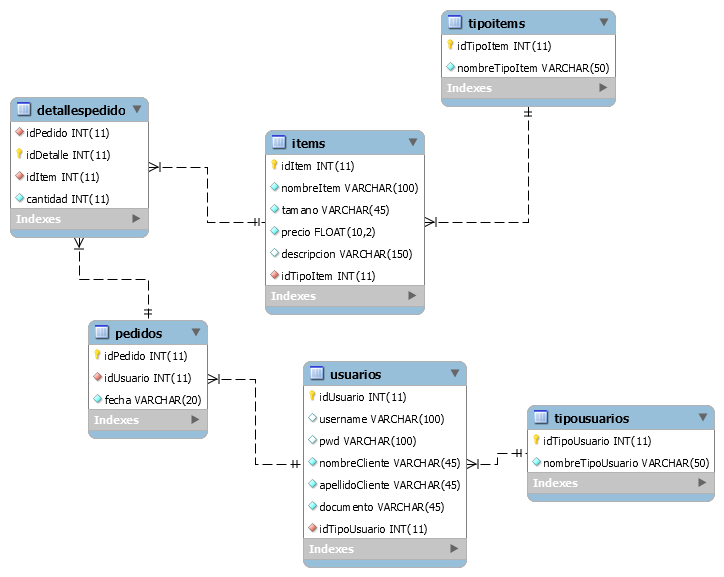 tipoitems
idTipoItem INT(11)
nombreTipoItem VARCHAR(50)
Indexes
detallespedido
idPedido INT(11)
idDetalle INT(11)
idItem INT(11)
cantidad INT(11)
Indexes
items
idItem INT(11)
nombreItem VARCHAR(100)
tamano VARCHAR(45)
precio FLOAT(10,2)
descripcion VARCHAR(150)
idTipoItem INT(11)
Indexes
pedidos
idPedido INT(11)
idUsuario INT(11)
fecha VARCHAR(20)
Indexes
usuarios
idUsuario INT(11)
username VARCHAR(100)
pwd VARCHAR(100)
nombreCliente VARCHAR(45)
apellidoCliente VARCHAR(45)
documento VARCHAR(45)
idTipoUsuario INT(11)
Indexes
tipousuarios
idTipoUsuario INT(11)
nombreTipoUsuario VARCHAR(50)
Indexes